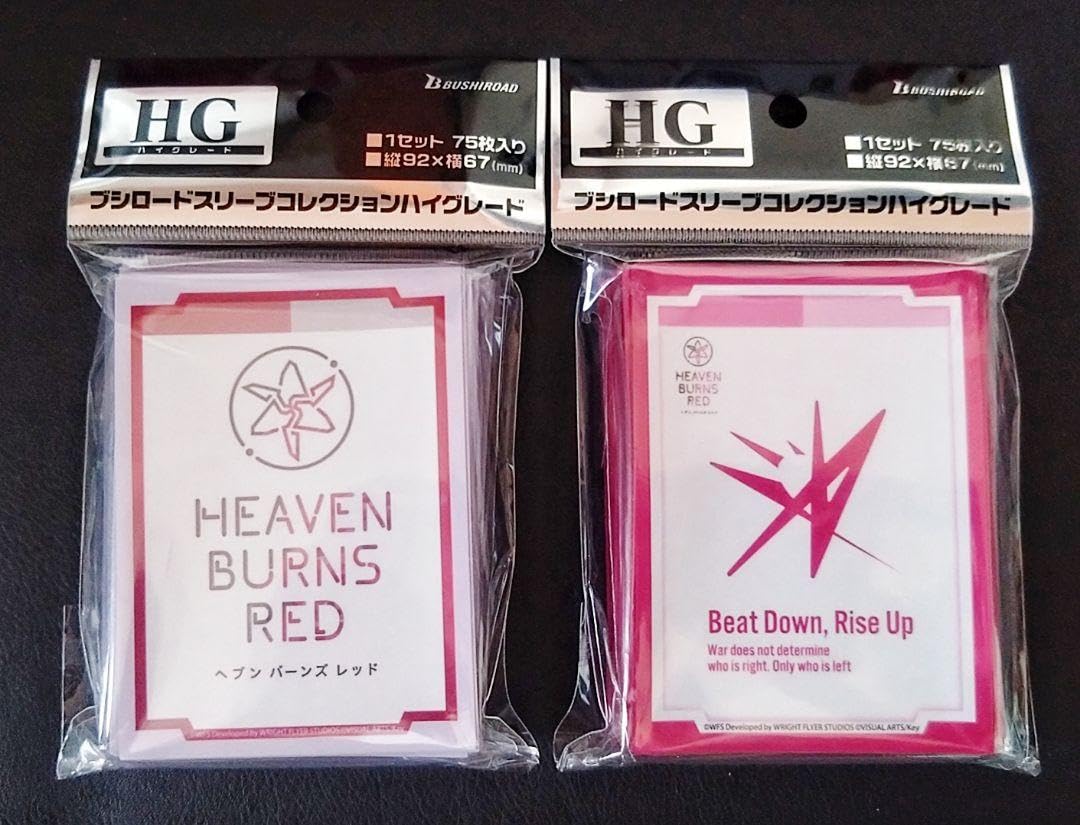 BUSHIROAD
HG
ハイグレード
■1セット 75枚入り
■縦92×横67(mm)
ブシロードスリーブコレクションハイグレード
HEAVEN
BURNS
RED
ヘブン バーンズ レッド
©WFS Developed by WRIGHT FLYER STUDIOS ©VISUAL ARTS/Key
BUSHIROAD
HG
ハイグレード
■1セット 75枚入り
■縦92×横67(mm)
ブシロードスリーブコレクションハイグレード
HEAVEN
BURNS
RED
Beat Down, Rise Up
War does not determine
who is right. Only who is left
©WFS Developed by WRIGHT FLYER STUDIOS ©VISUAL ARTS/Key